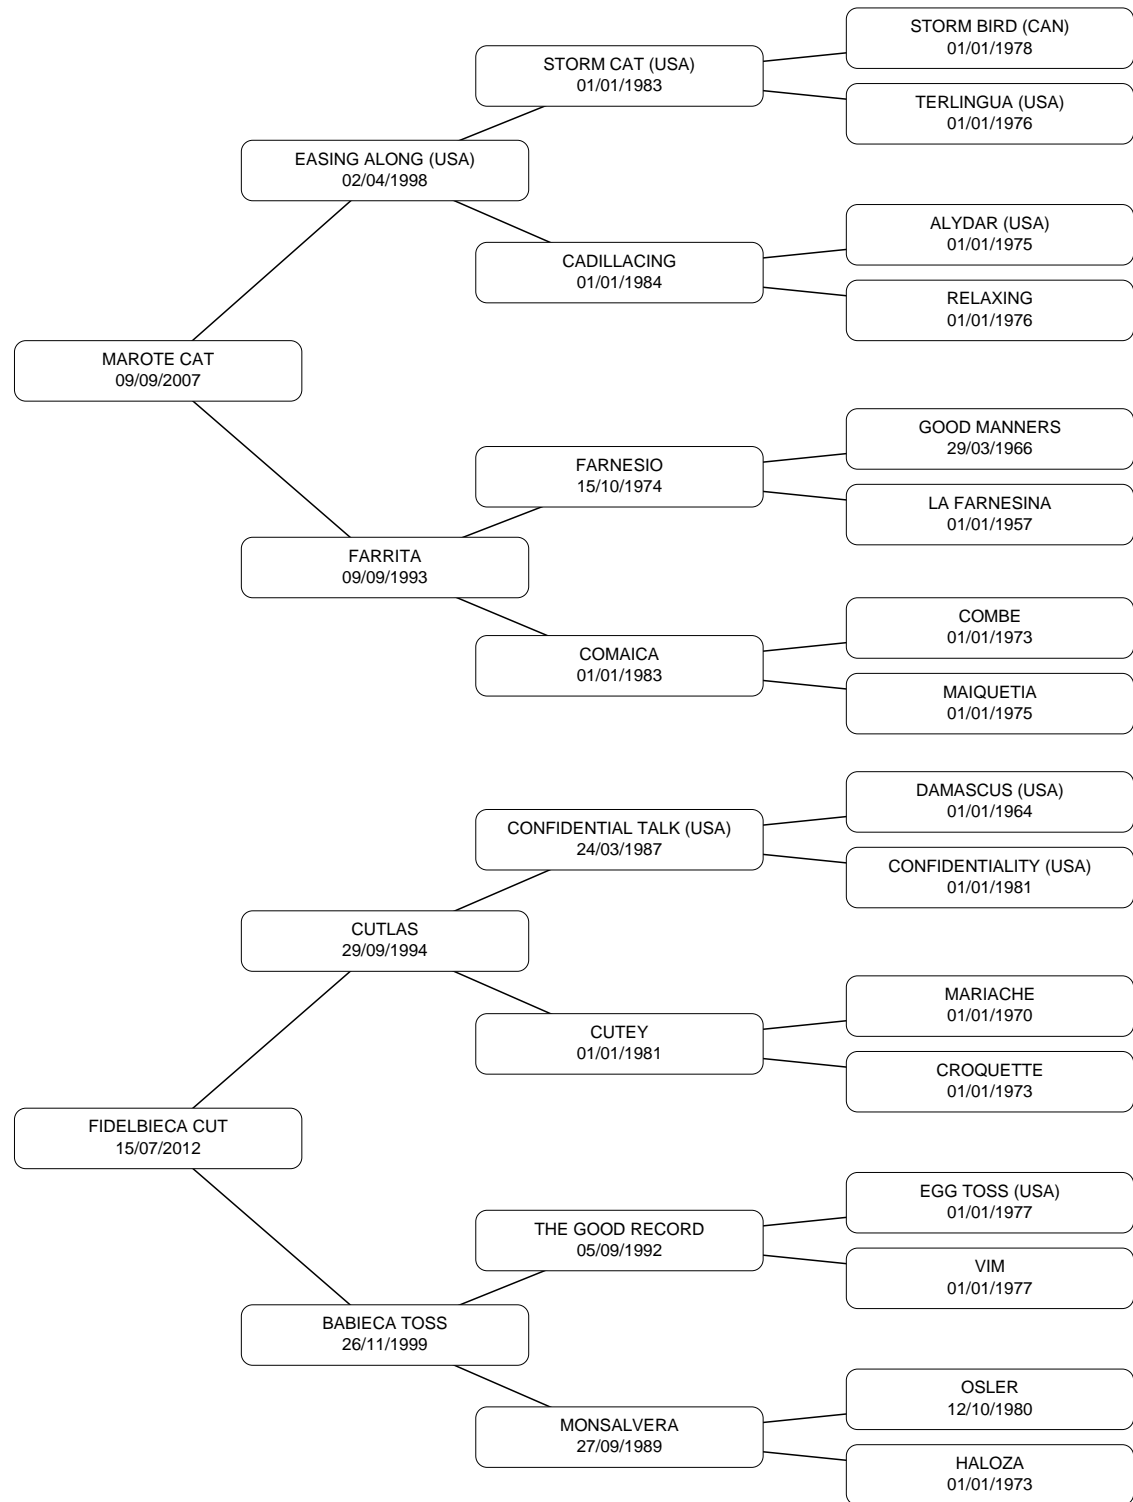 STORM BIRD (CAN)
01/01/1978
STORM CAT (USA)
01/01/1983
TERLINGUA (USA)
01/01/1976
EASING ALONG (USA)
02/04/1998
ALYDAR (USA)
01/01/1975
CADILLACING
01/01/1984
RELAXING
01/01/1976
MAROTE CAT
09/09/2007
GOOD MANNERS
29/03/1966
FARNESIO
15/10/1974
LA FARNESINA
01/01/1957
FARRITA
09/09/1993
COMBE
01/01/1973
COMAICA
01/01/1983
MAIQUETIA
01/01/1975
DAMASCUS (USA)
01/01/1964
CONFIDENTIAL TALK (USA)
24/03/1987
CONFIDENTIALITY (USA)
01/01/1981
CUTLAS
29/09/1994
MARIACHE
01/01/1970
CUTEY
01/01/1981
CROQUETTE
01/01/1973
FIDELBIECA CUT
15/07/2012
EGG TOSS (USA)
01/01/1977
THE GOOD RECORD
05/09/1992
VIM
01/01/1977
BABIECA TOSS
26/11/1999
OSLER
12/10/1980
MONSALVERA
27/09/1989
HALOZA
01/01/1973